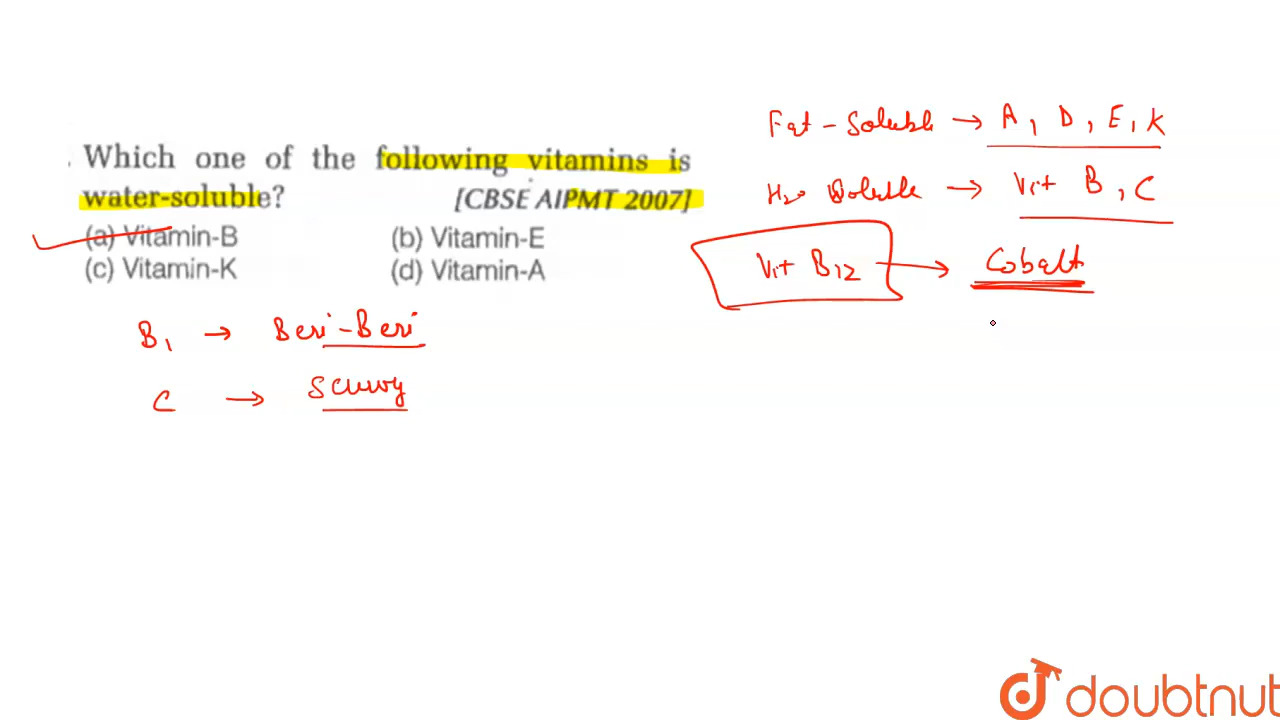 Which one of the following vitamins is
water-soluble? [CBSE AIPMT 2007]
(a) Vitamin-B (b) Vitamin-E
(c) Vitamin-K (d) Vitamin-A
B1 → Beri-Beri
C → Scurvy
Fat-Soluble → A, D, E, K
H2O Soluble → Vit B, C
Vit B12 → Cobalt
doubtnut